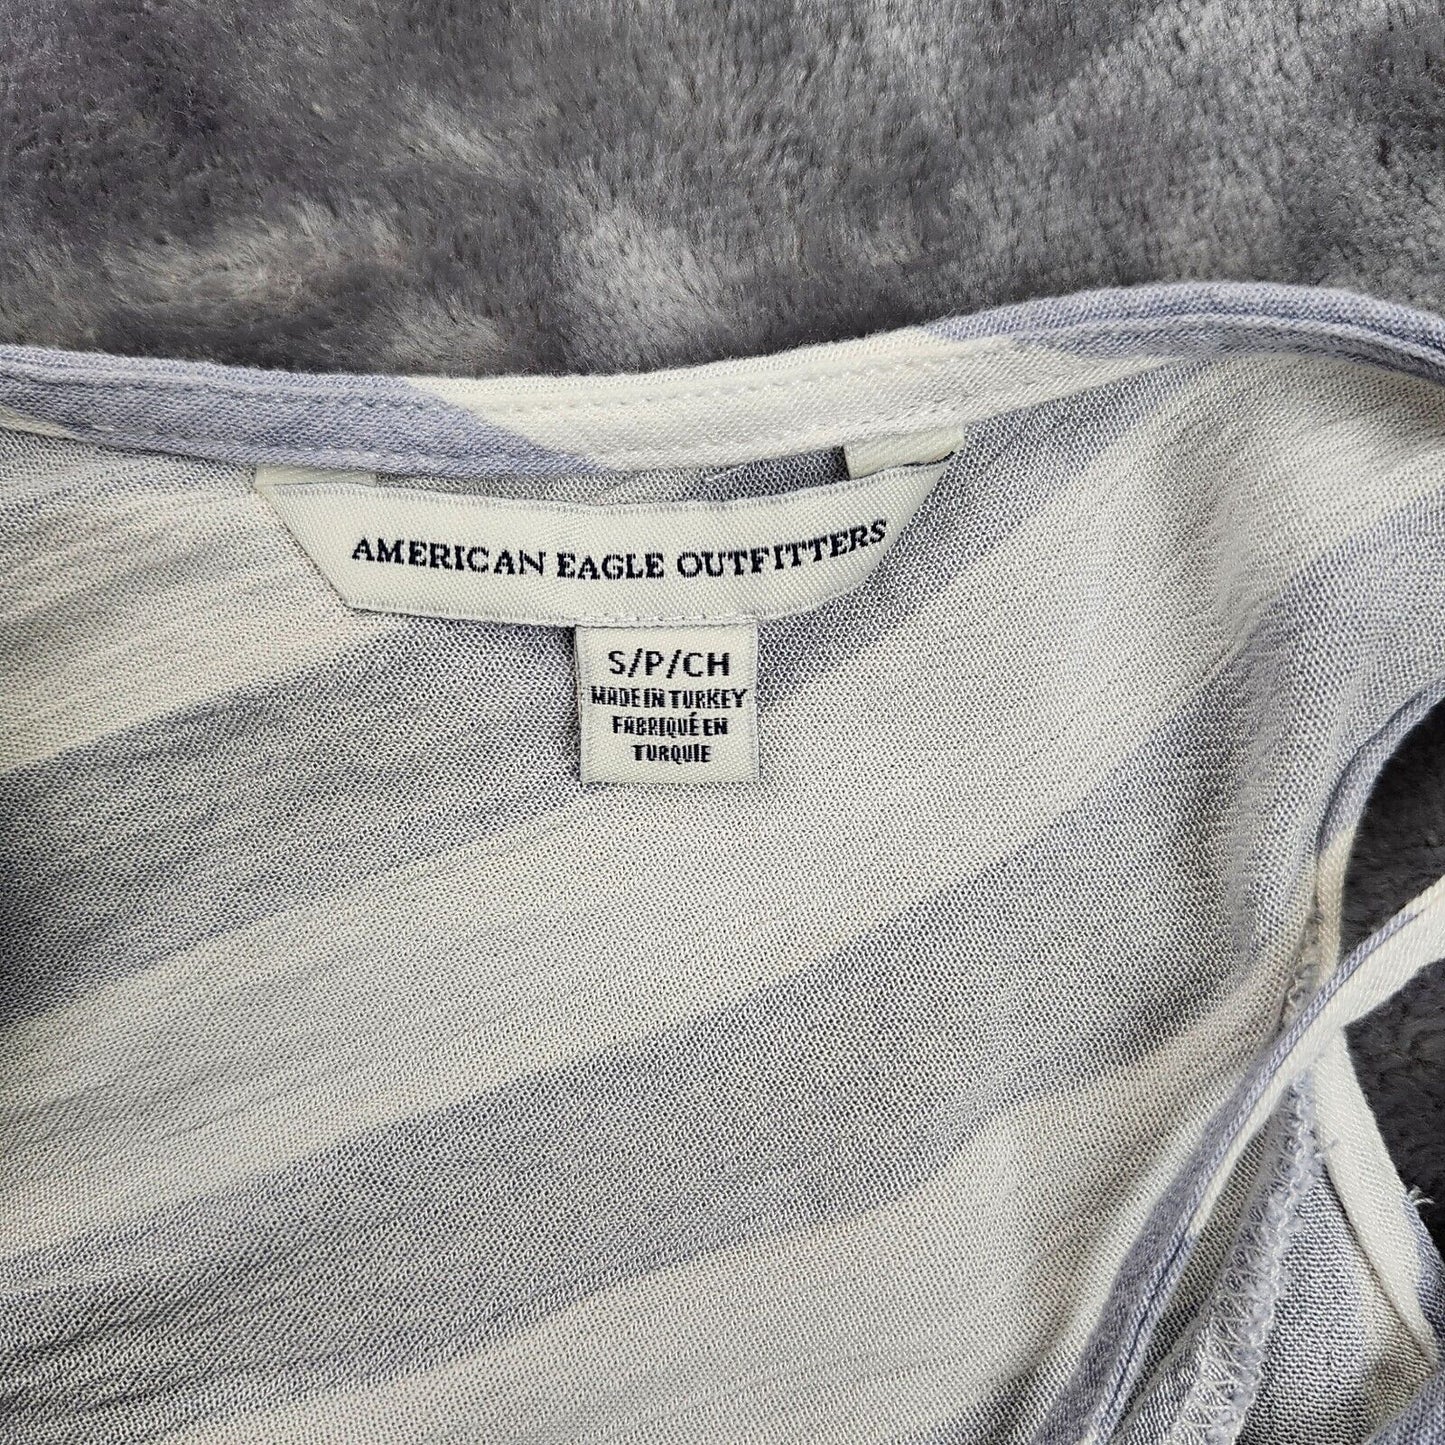 AMERICAN EAGLE OUTFITTERS
S/P/CH
MADE IN TURKEY
FABRIQUÉ EN
TURQUIE